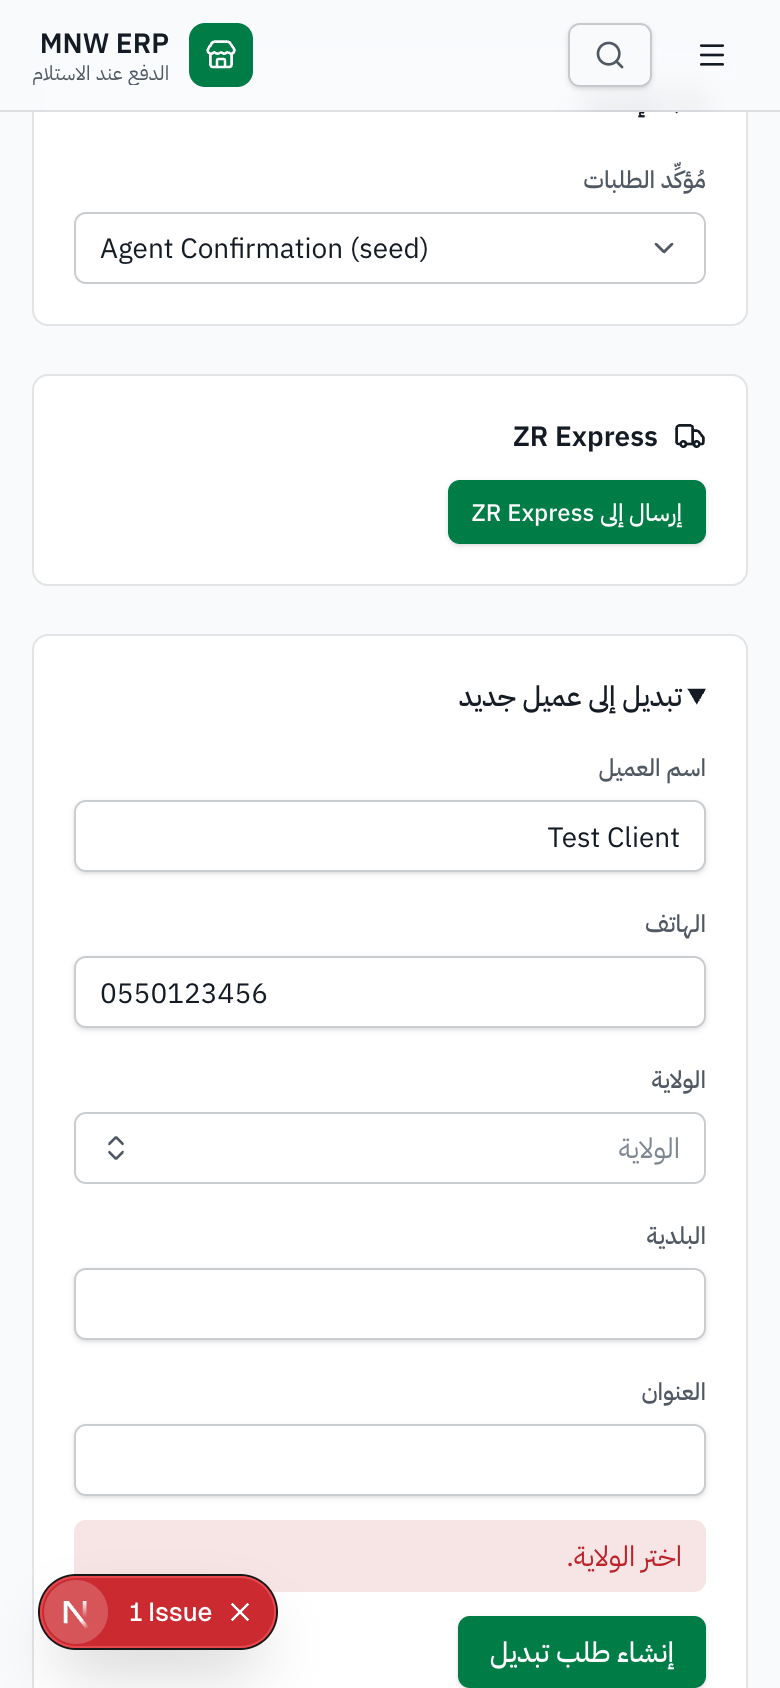 MNW ERP
الدفع عند الاستلام
مُؤكِّد الطلبات
Agent Confirmation (seed)
ZR Express
إرسال إلى ZR Express
تبديل إلى عميل جديد
اسم العميل
Test Client
الهاتف
0550123456
الولاية
الولاية
البلدية
العنوان
اختر الولاية.
1 Issue
إنشاء طلب تبديل